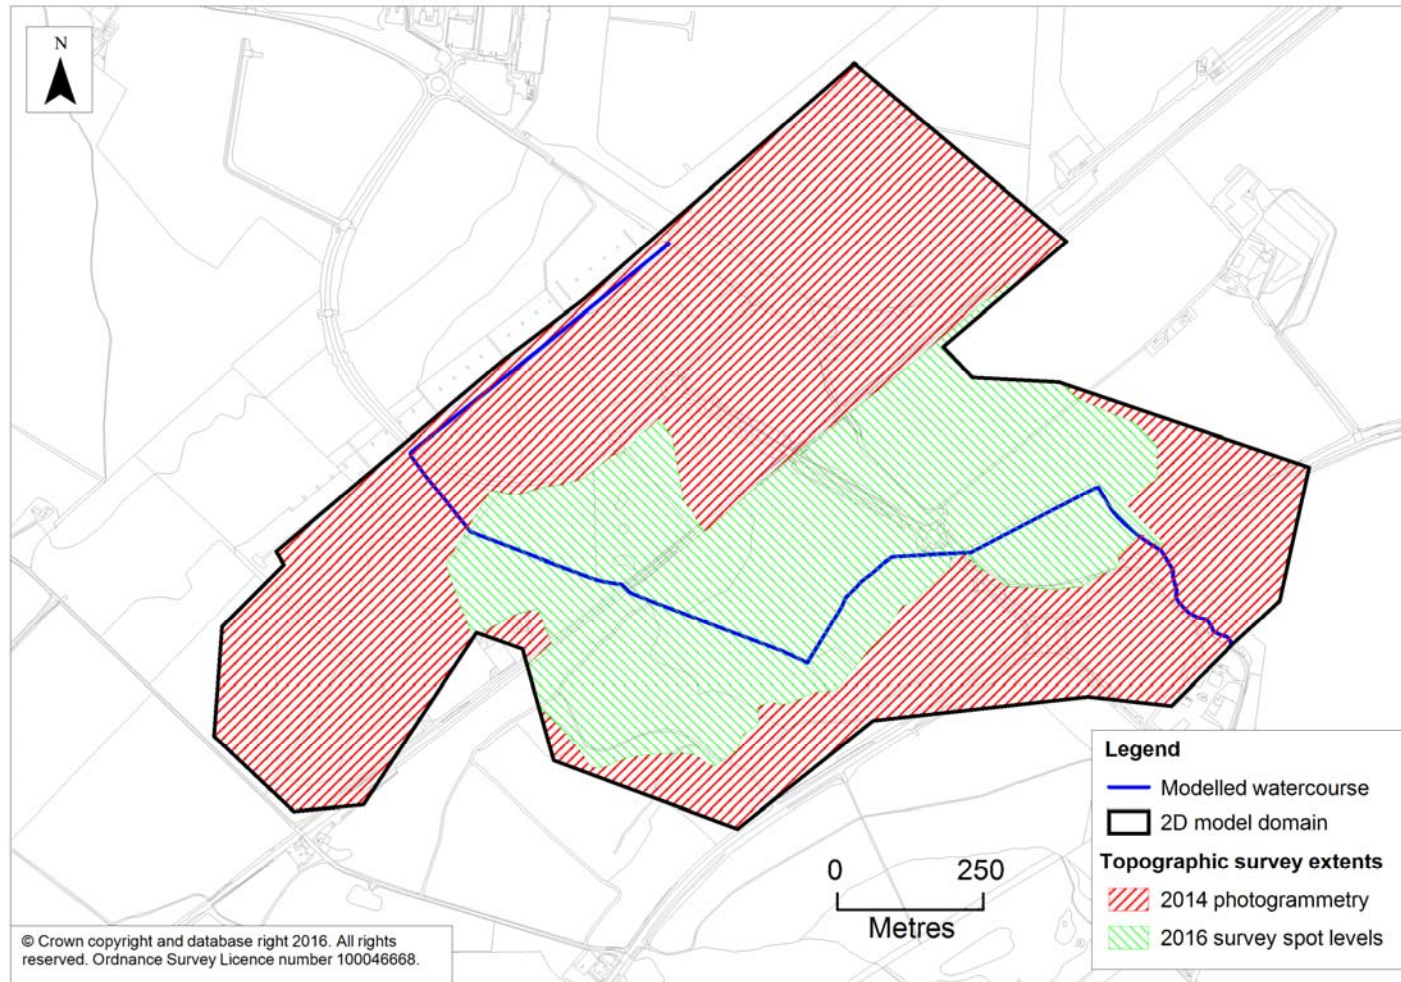 N
Legend
Modelled watercourse
2D model domain
Topographic survey extents
2014 photogrammetry
2016 survey spot levels
0 250
Metres
© Crown copyright and database right 2016. All rights
reserved. Ordnance Survey Licence number 100046668.